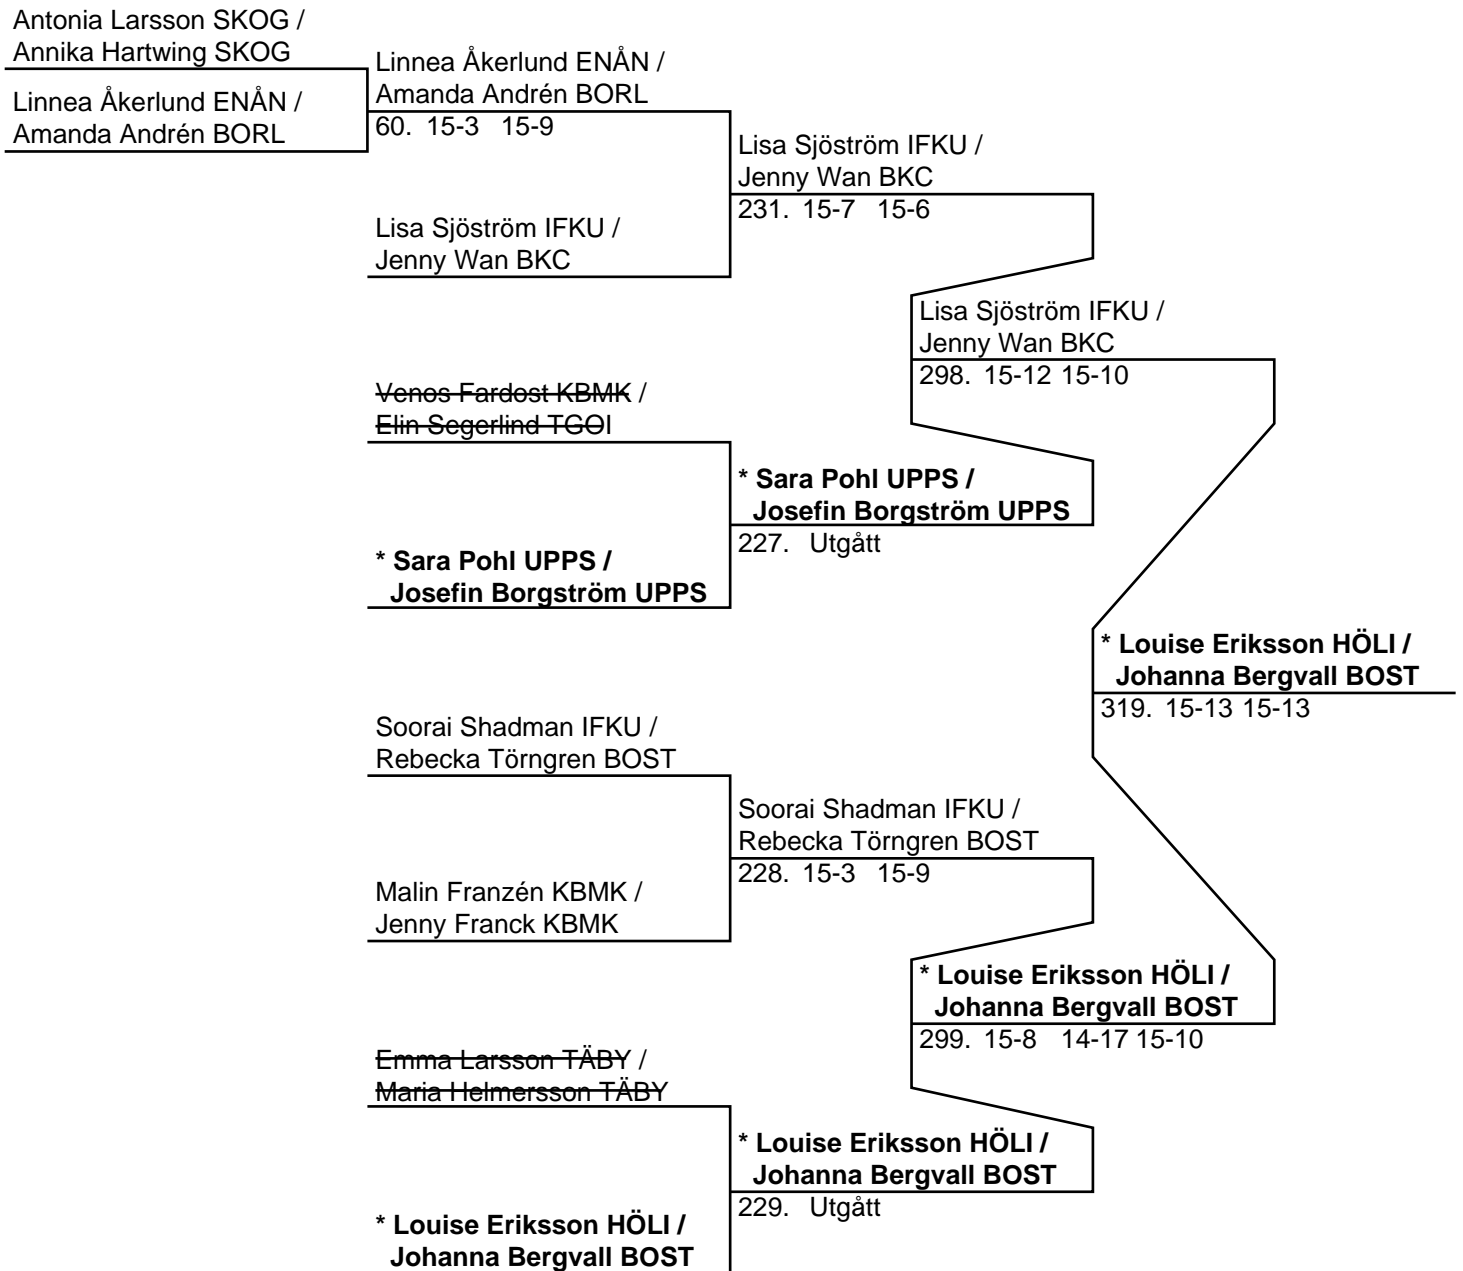 Antonia Larsson SKOG /
Annika Hartwing SKOG
Linnea Åkerlund ENÅN /
Amanda Andrén BORL
Linnea Åkerlund ENÅN /
Amanda Andrén BORL
60. 15-3 15-9
Lisa Sjöström IFKU /
Jenny Wan BKC
Lisa Sjöström IFKU /
Jenny Wan BKC
231. 15-7 15-6
Venos Fardost KBMK /
Elin Segerlind TGOI
* Sara Pohl UPPS /
Josefin Borgström UPPS
* Sara Pohl UPPS /
Josefin Borgström UPPS
227. Utgått
Lisa Sjöström IFKU /
Jenny Wan BKC
298. 15-12 15-10
Soorai Shadman IFKU /
Rebecka Törngren BOST
Malin Franzén KBMK /
Jenny Franck KBMK
Soorai Shadman IFKU /
Rebecka Törngren BOST
228. 15-3 15-9
Emma Larsson TÄBY /
Maria Helmersson TÄBY
* Louise Eriksson HÖLI /
Johanna Bergvall BOST
* Louise Eriksson HÖLI /
Johanna Bergvall BOST
229. Utgått
* Louise Eriksson HÖLI /
Johanna Bergvall BOST
299. 15-8 14-17 15-10
* Louise Eriksson HÖLI /
Johanna Bergvall BOST
319. 15-13 15-13